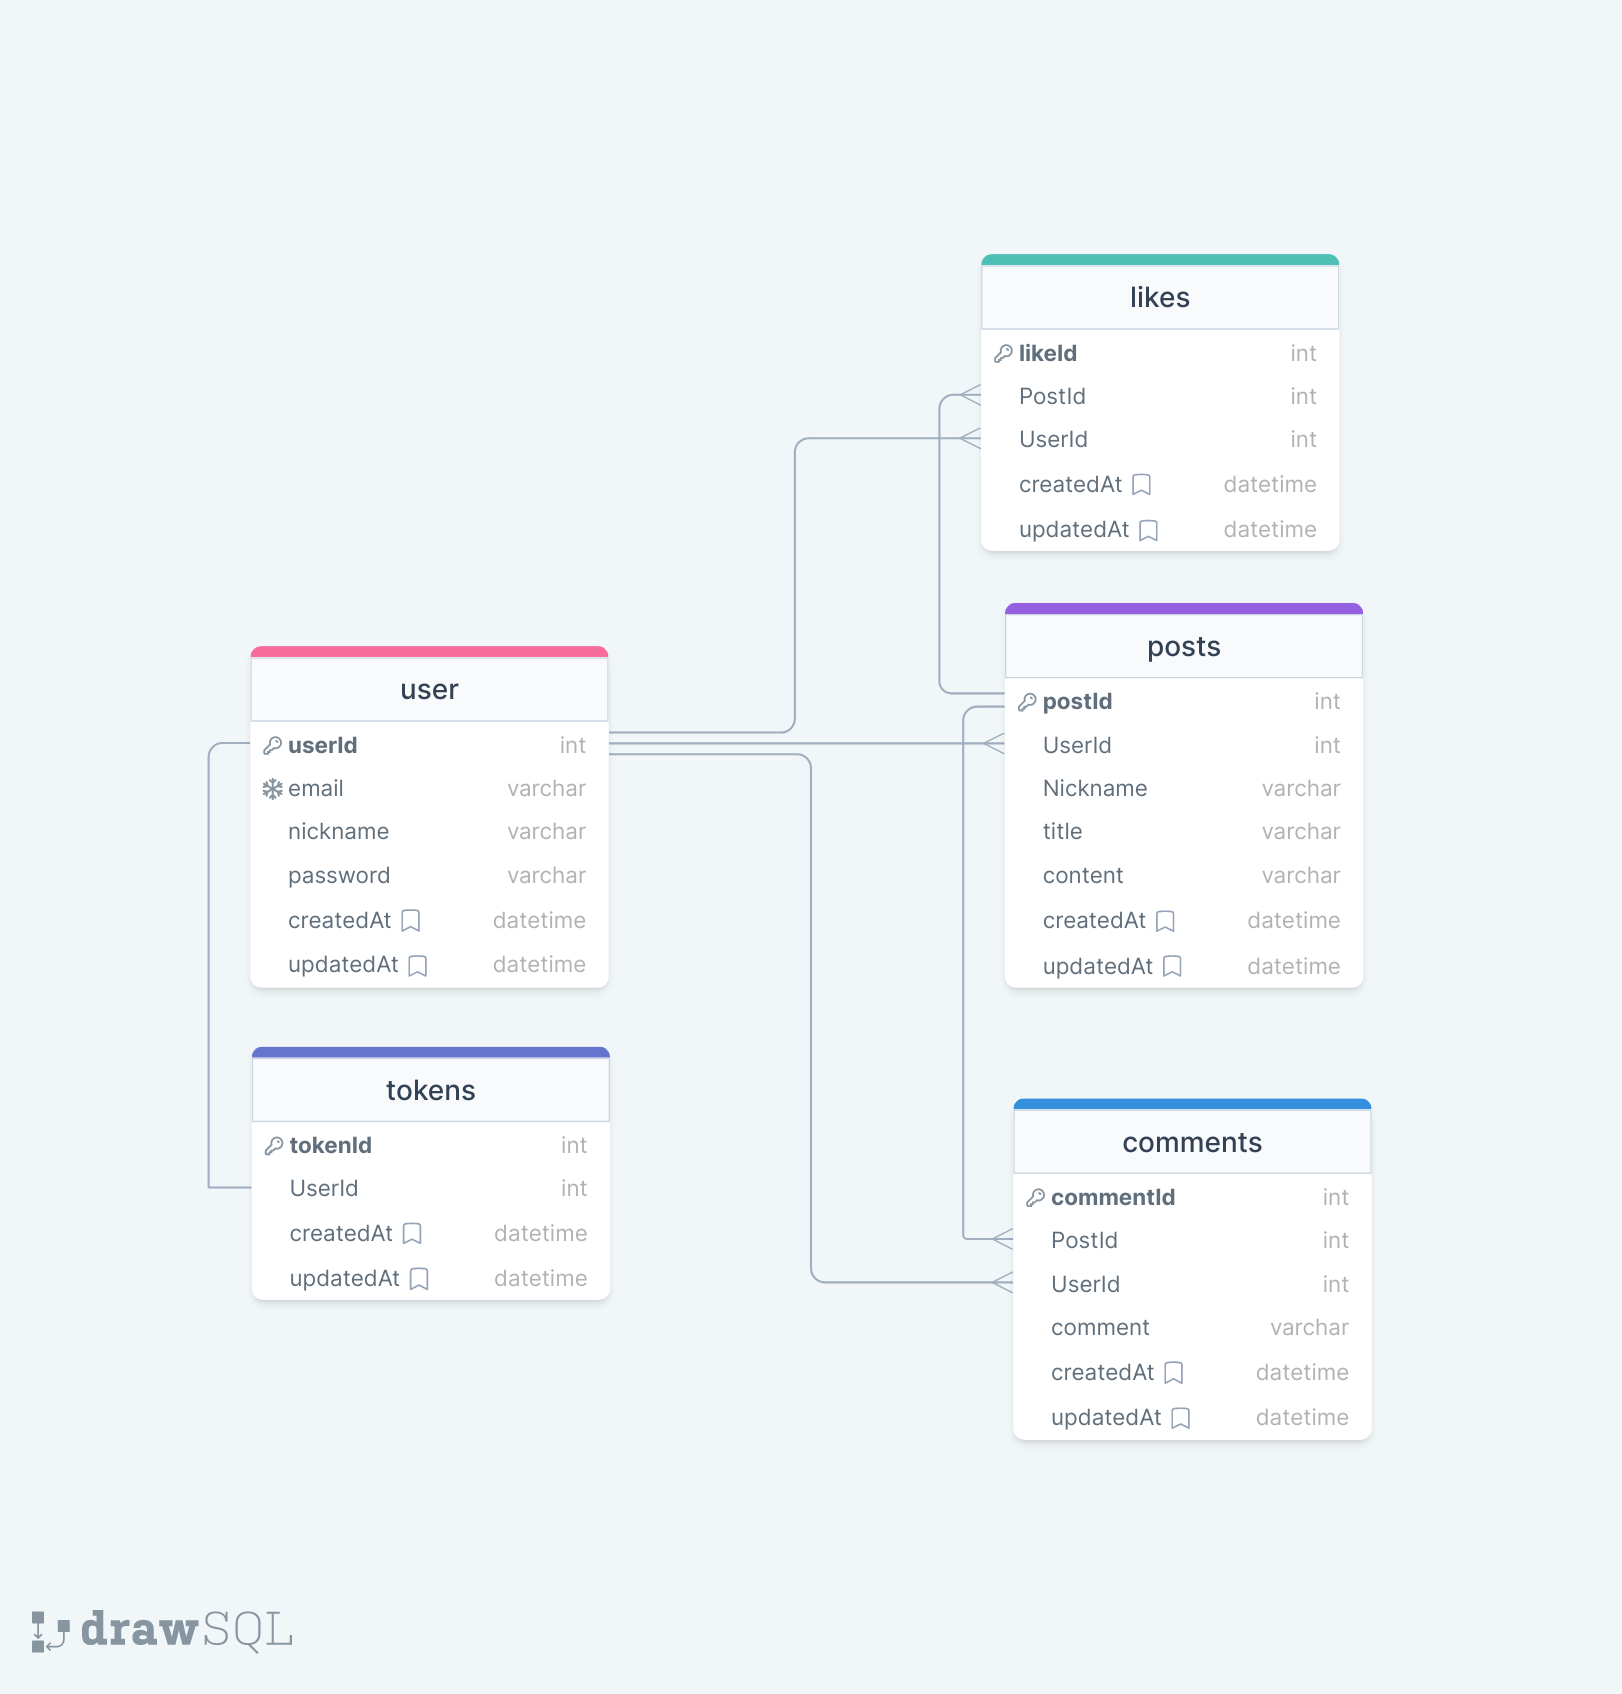 likes
likeId int
PostId int
UserId int
createdAt datetime
updatedAt datetime
posts
postId int
UserId int
Nickname varchar
title varchar
content varchar
createdAt datetime
updatedAt datetime
user
userId int
email varchar
nickname varchar
password varchar
createdAt datetime
updatedAt datetime
tokens
tokenId int
UserId int
createdAt datetime
updatedAt datetime
comments
commentId int
PostId int
UserId int
comment varchar
createdAt datetime
updatedAt datetime
drawSQL